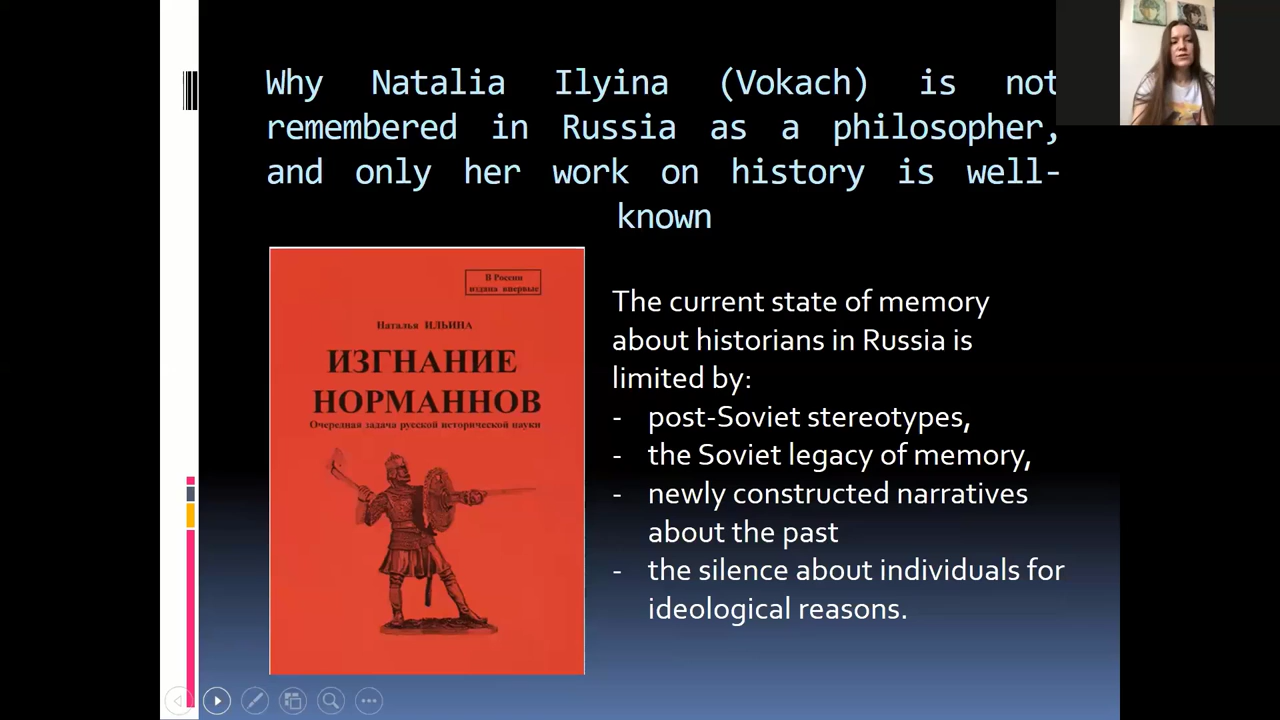 Why Natalia Ilyina (Vokach) is not
remembered in Russia as a philosopher,
and only her work on history is well-
known
В России
издана впервые
Наталья ИЛЬИНА
ИЗГНАНИЕ
НОРМАННОВ
Очередная задача русской исторической науки
The current state of memory
about historians in Russia is
limited by:
- post-Soviet stereotypes,
- the Soviet legacy of memory,
- newly constructed narratives
about the past
- the silence about individuals for
ideological reasons.